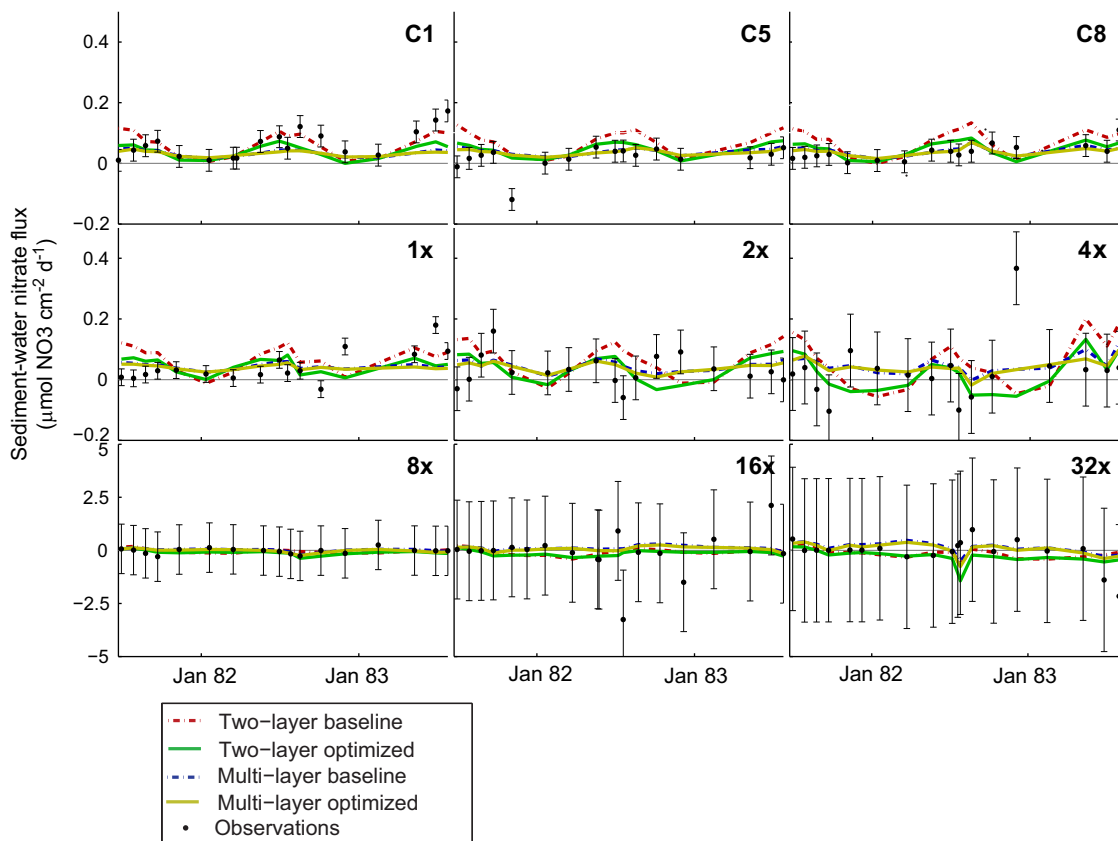 C1
C5
C8
0.4
0.2
0
−0.2
1x
2x
4x
0.4
0.2
0
−0.2
8x
16x
32x
5
2.5
0
−2.5
−5
Sediment−water nitrate flux
(μmol NO3 cm−2 d−1)
Jan 82
Jan 83
Jan 82
Jan 83
Jan 82
Jan 83
Two−layer baseline
Two−layer optimized
Multi−layer baseline
Multi−layer optimized
Observations